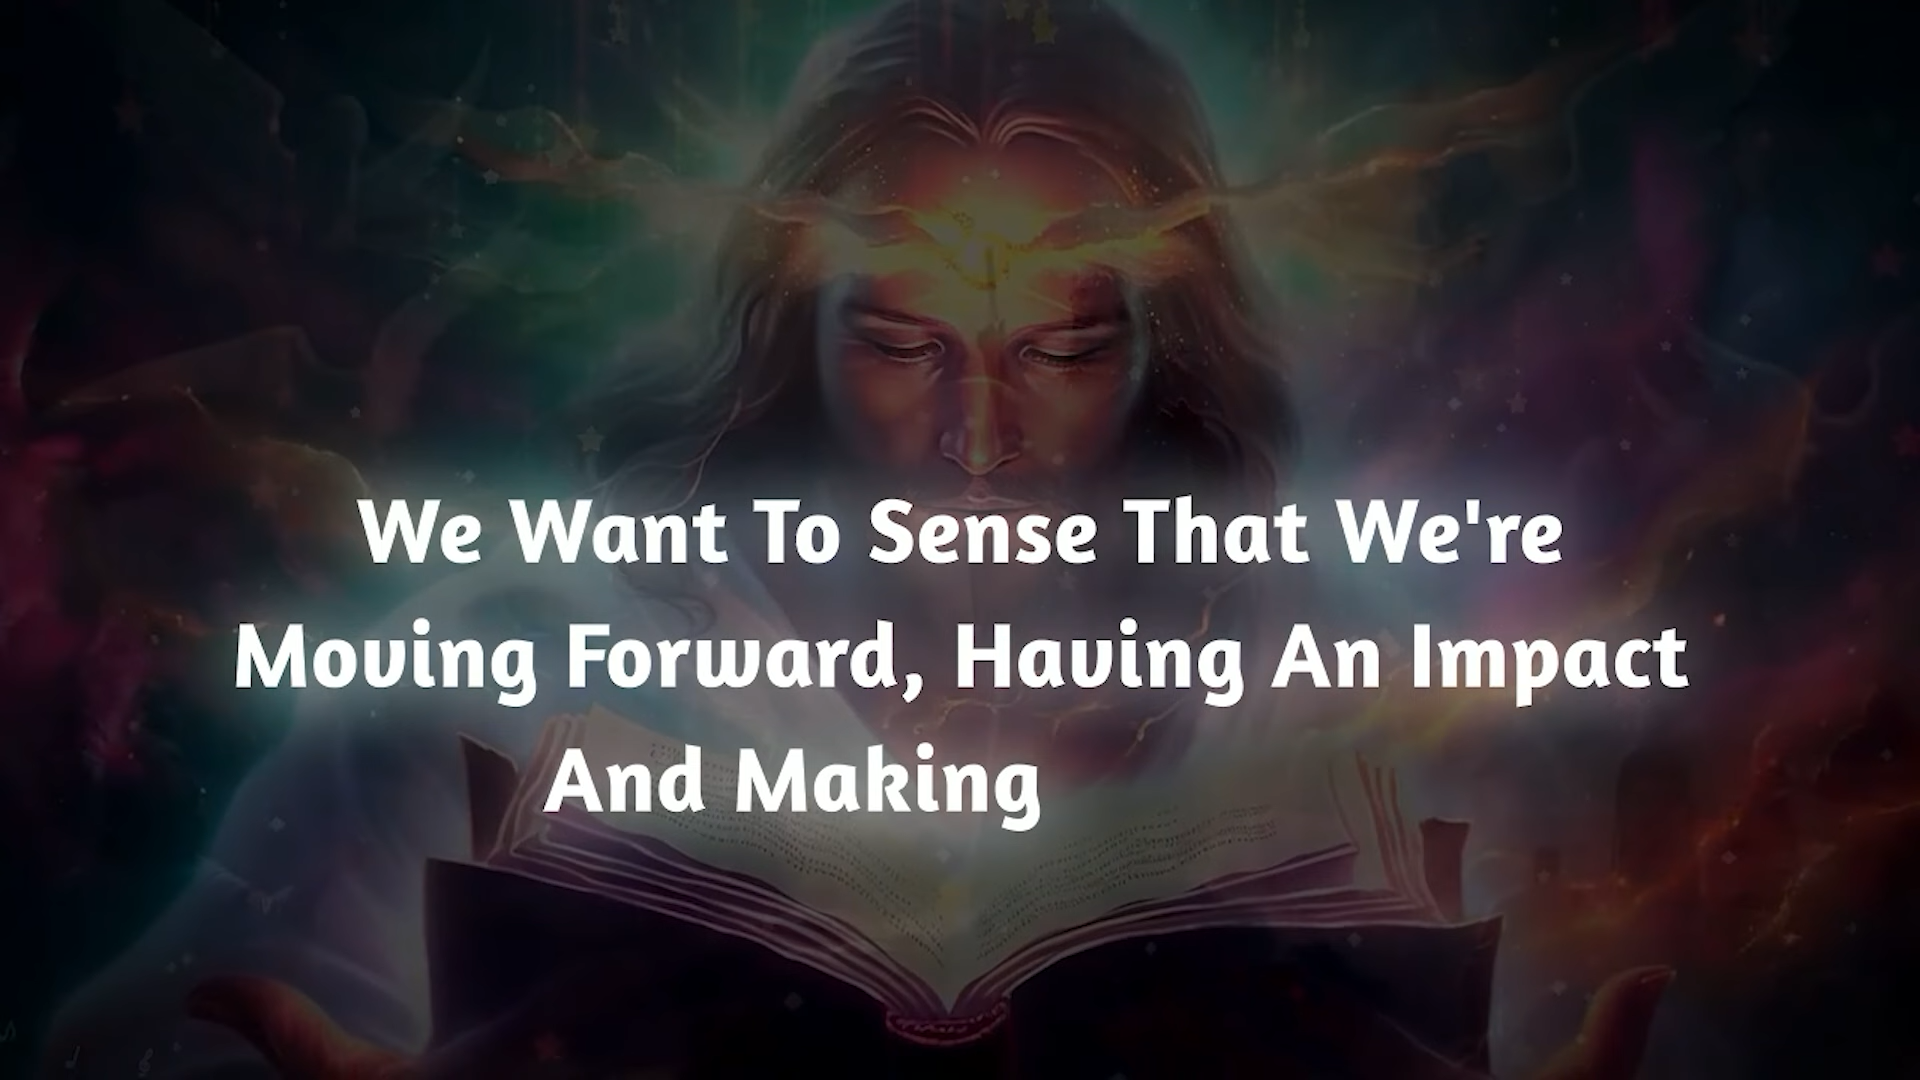 We Want To Sense That We're
Moving Forward, Having An Impact
And Making